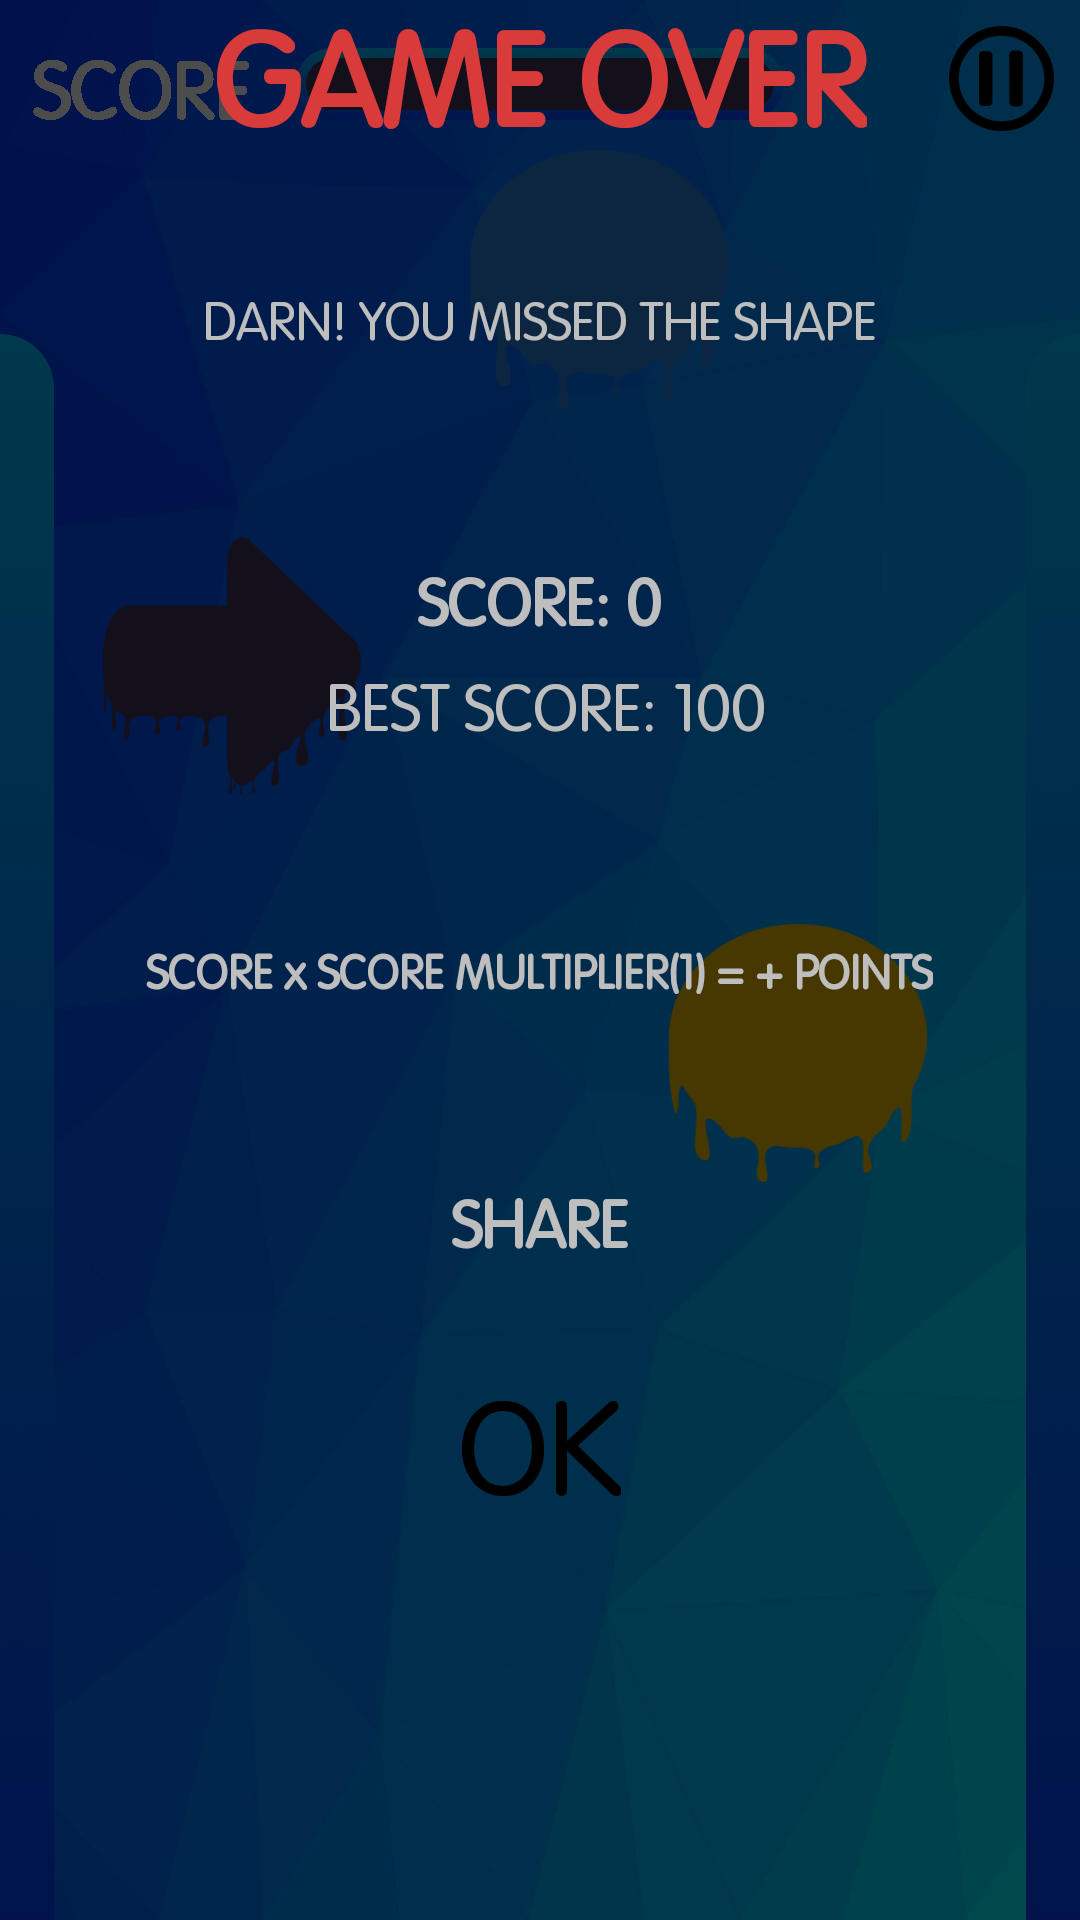 SCORE
GAME OVER
DARN! YOU MISSED THE SHAPE
SCORE: 0
BEST SCORE: 100
SCORE x SCORE MULTIPLIER(1) = + POINTS
SHARE
OK